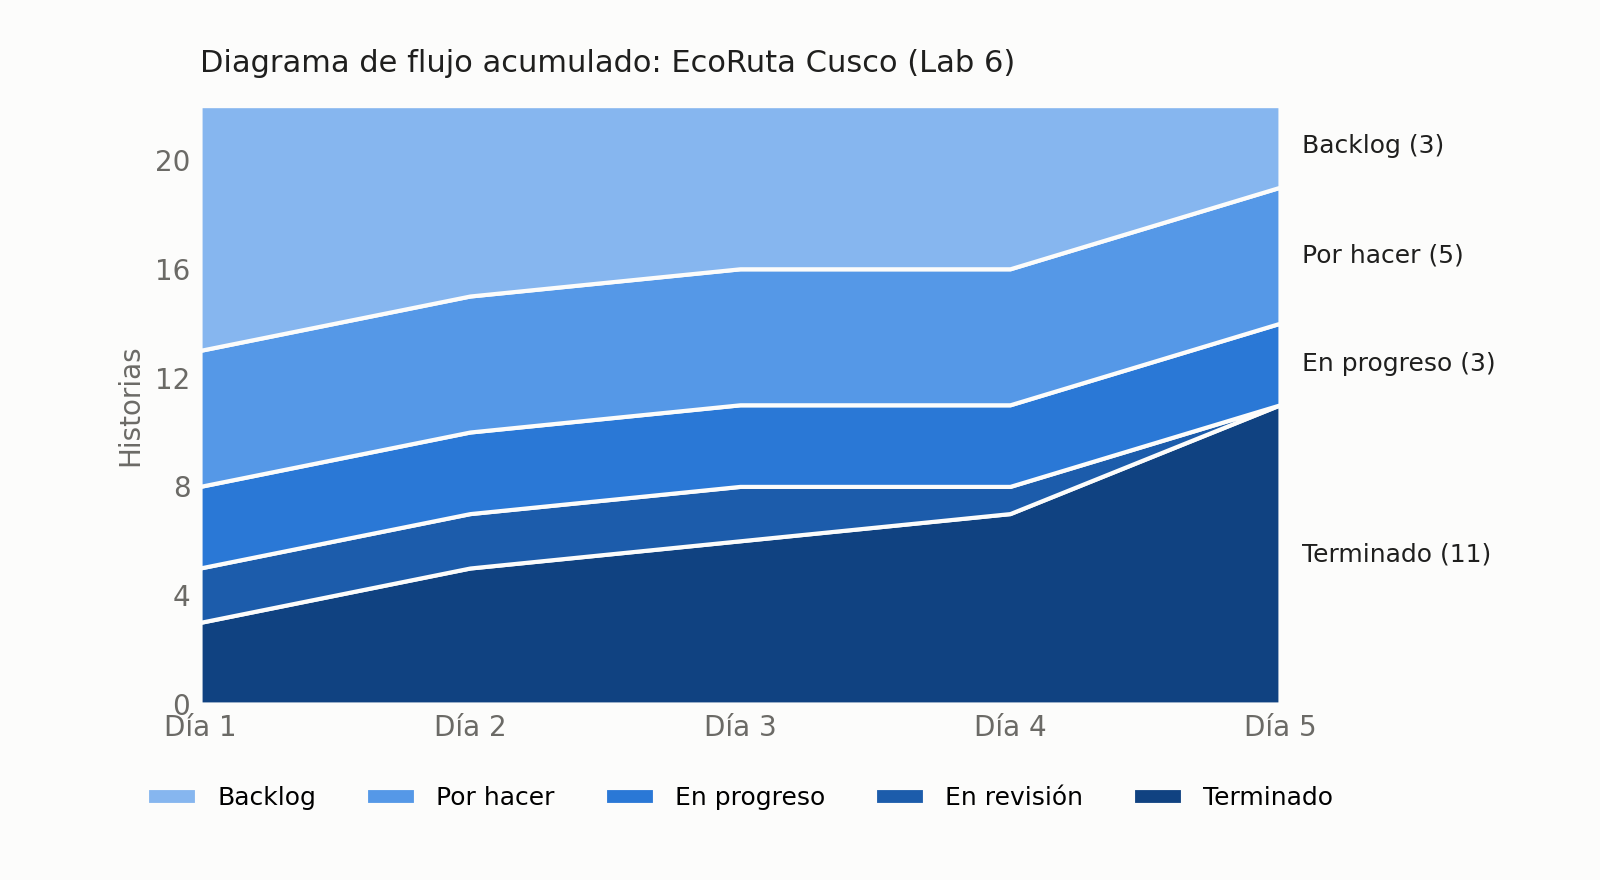 Diagrama de flujo acumulado: EcoRuta Cusco (Lab 6)
Historias
20
16
12
8
4
0
Backlog (3)
Por hacer (5)
En progreso (3)
Terminado (11)
Día 1 Día 2 Día 3 Día 4 Día 5
Backlog Por hacer En progreso En revisión Terminado